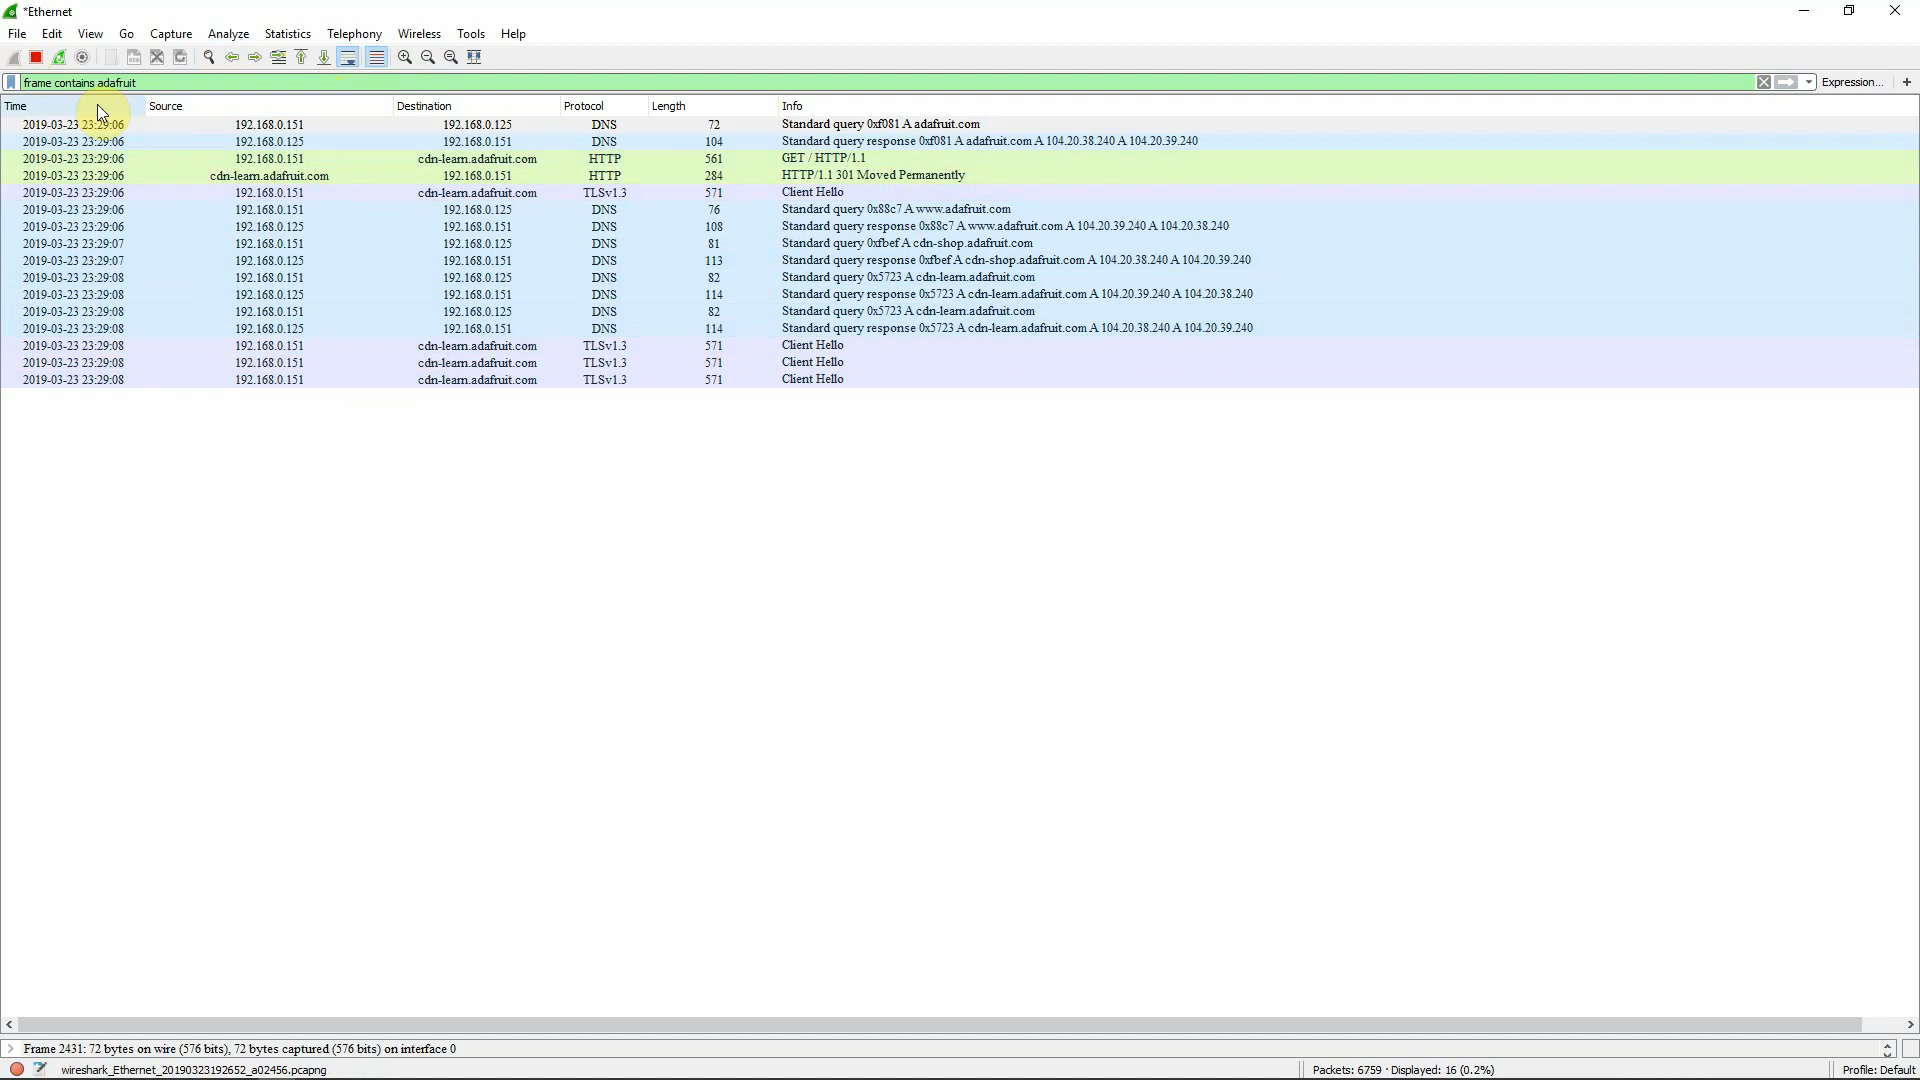 *Ethernet
File Edit View Go Capture Analyze Statistics Telephony Wireless Tools Help
frame contains adafruit Expression... +
Time Source Destination Protocol Length Info
2019-03-23 23:29:06 192.168.0.151 192.168.0.125 DNS 72 Standard query 0xf081 A adafruit.com
2019-03-23 23:29:06 192.168.0.125 192.168.0.151 DNS 104 Standard query response 0xf081 A adafruit.com A 104.20.38.240 A 104.20.39.240
2019-03-23 23:29:06 192.168.0.151 cdn-learn.adafruit.com HTTP 561 GET / HTTP/1.1
2019-03-23 23:29:06 cdn-learn.adafruit.com 192.168.0.151 HTTP 284 HTTP/1.1 301 Moved Permanently
2019-03-23 23:29:06 192.168.0.151 cdn-learn.adafruit.com TLSv1.3 571 Client Hello
2019-03-23 23:29:06 192.168.0.151 192.168.0.125 DNS 76 Standard query 0x88c7 A www.adafruit.com
2019-03-23 23:29:06 192.168.0.125 192.168.0.151 DNS 108 Standard query response 0x88c7 A www.adafruit.com A 104.20.39.240 A 104.20.38.240
2019-03-23 23:29:07 192.168.0.151 192.168.0.125 DNS 81 Standard query 0xfbef A cdn-shop.adafruit.com
2019-03-23 23:29:07 192.168.0.125 192.168.0.151 DNS 113 Standard query response 0xfbef A cdn-shop.adafruit.com A 104.20.38.240 A 104.20.39.240
2019-03-23 23:29:08 192.168.0.151 192.168.0.125 DNS 82 Standard query 0x5723 A cdn-learn.adafruit.com
2019-03-23 23:29:08 192.168.0.125 192.168.0.151 DNS 114 Standard query response 0x5723 A cdn-learn.adafruit.com A 104.20.39.240 A 104.20.38.240
2019-03-23 23:29:08 192.168.0.151 192.168.0.125 DNS 82 Standard query 0x5723 A cdn-learn.adafruit.com
2019-03-23 23:29:08 192.168.0.125 192.168.0.151 DNS 114 Standard query response 0x5723 A cdn-learn.adafruit.com A 104.20.38.240 A 104.20.39.240
2019-03-23 23:29:08 192.168.0.151 cdn-learn.adafruit.com TLSv1.3 571 Client Hello
2019-03-23 23:29:08 192.168.0.151 cdn-learn.adafruit.com TLSv1.3 571 Client Hello
2019-03-23 23:29:08 192.168.0.151 cdn-learn.adafruit.com TLSv1.3 571 Client Hello
Frame 2431: 72 bytes on wire (576 bits), 72 bytes captured (576 bits) on interface 0
wireshark_Ethernet_20190323192652_a02456.pcapng Packets: 6759 · Displayed: 16 (0.2%) Profile: Default